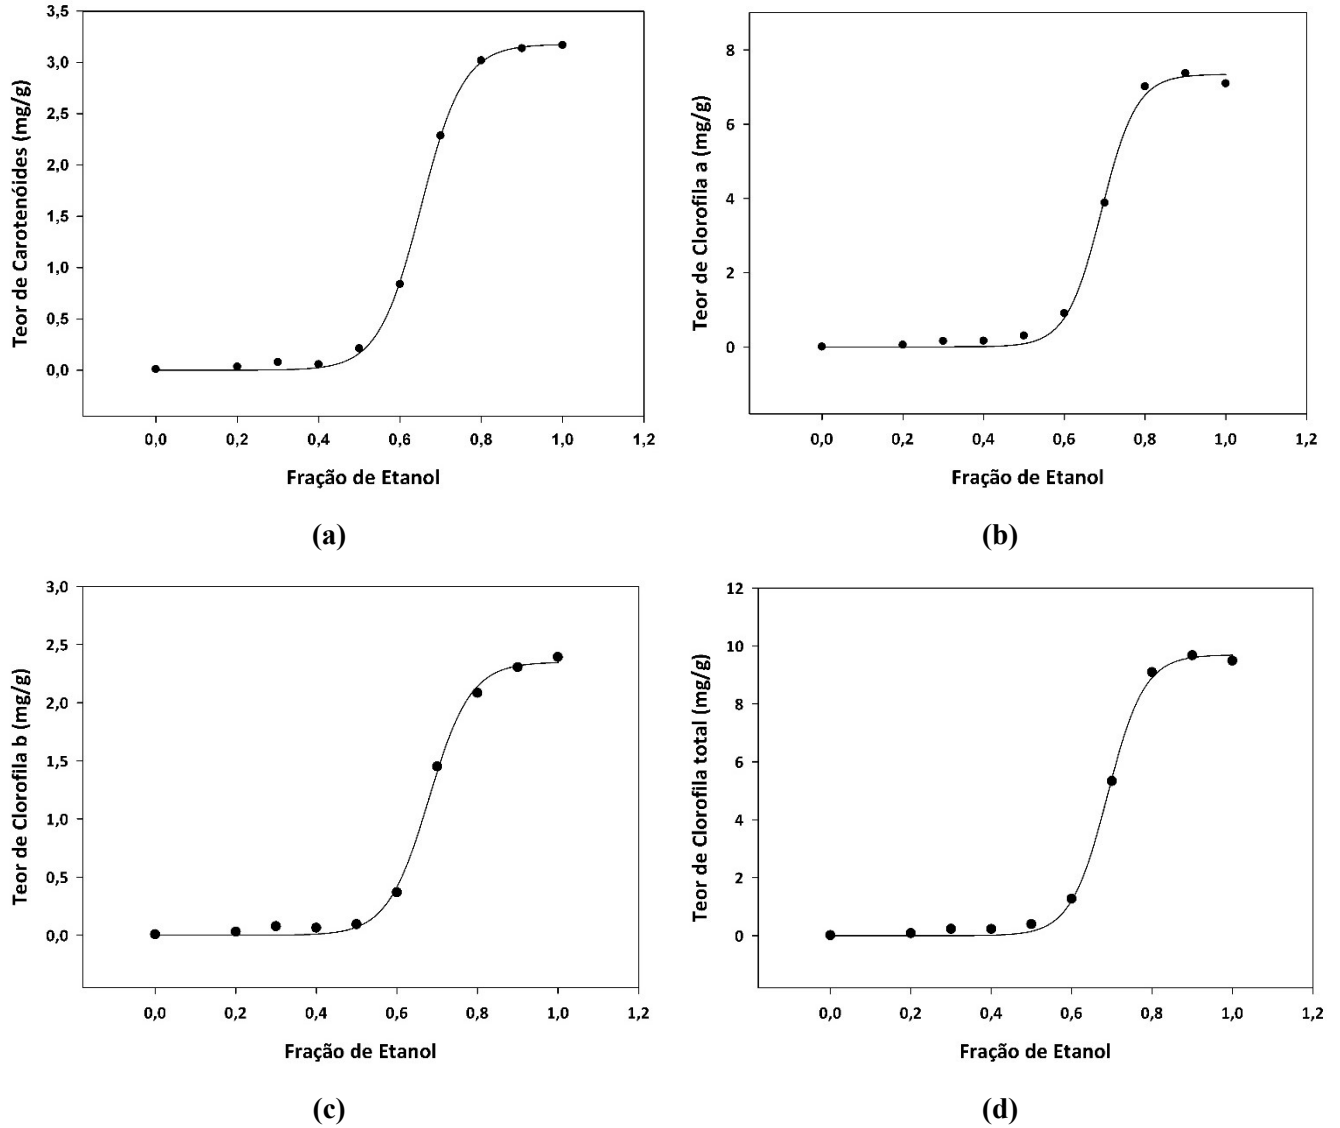 3,5
3,0
2,5
2,0
1,5
1,0
0,5
0,0
Teor de Carotenóides (mg/g)
0,0 0,2 0,4 0,6 0,8 1,0 1,2
Fração de Etanol
(a)
8
6
4
2
0
Teor de Clorofila a (mg/g)
0,0 0,2 0,4 0,6 0,8 1,0 1,2
Fração de Etanol
(b)
3,0
2,5
2,0
1,5
1,0
0,5
0,0
Teor de Clorofila b (mg/g)
0,0 0,2 0,4 0,6 0,8 1,0 1,2
Fração de Etanol
(c)
12
10
8
6
4
2
0
Teor de Clorofila total (mg/g)
0,0 0,2 0,4 0,6 0,8 1,0 1,2
Fração de Etanol
(d)